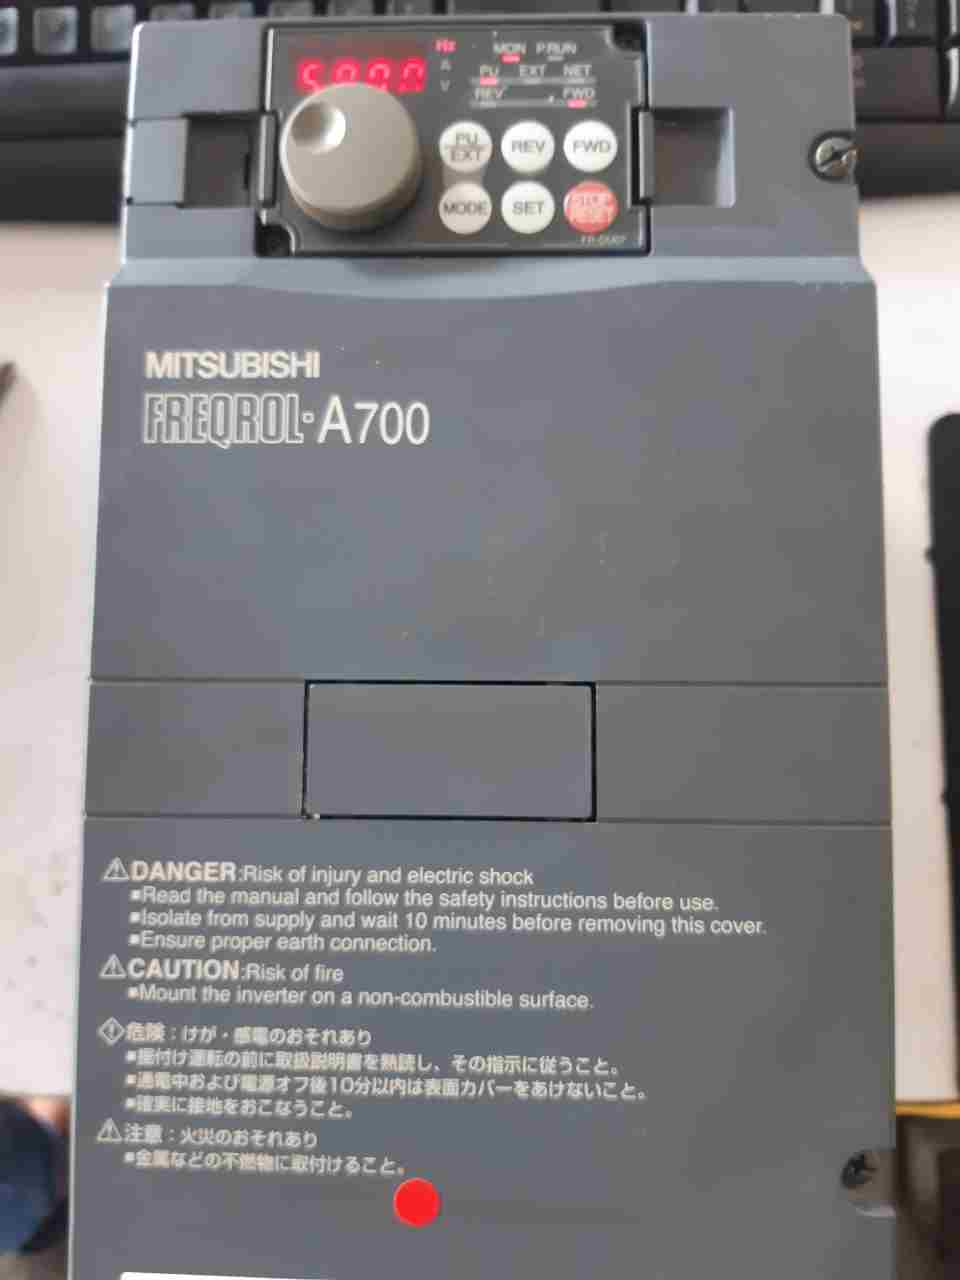 Hz
MON P.RUN
A
PU EXT NET
V
REV FWD
PU
EXT
REV
FWD
MODE
SET
STOP
RESET
FR-DU07
MITSUBISHI
FREQROL-A700
⚠DANGER:Risk of injury and electric shock
■Read the manual and follow the safety instructions before use.
■Isolate from supply and wait 10 minutes before removing this cover.
■Ensure proper earth connection.
⚠CAUTION:Risk of fire
■Mount the inverter on a non-combustible surface.
危険：けが・感電のおそれあり
■据付け運転の前に取扱説明書を熟読し、その指示に従うこと。
■通電中および電源オフ後10分以内は表面カバーをあけないこと。
■確実に接地をおこなうこと。
⚠注意：火災のおそれあり
■金属などの不燃物に取付けること。